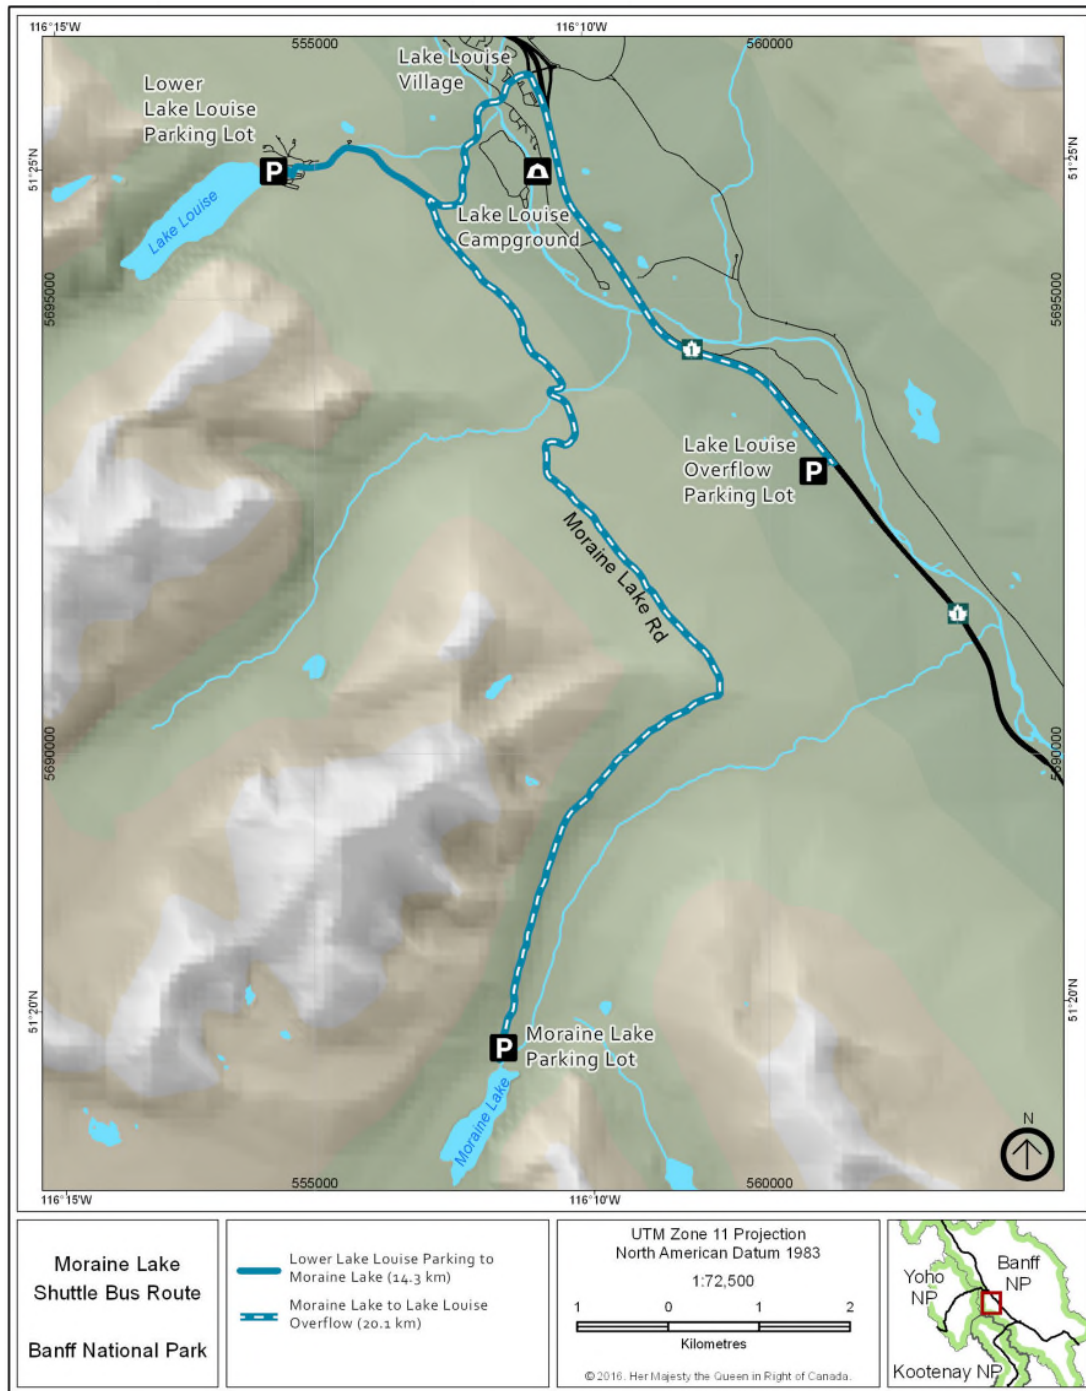 116°15'W
116°10'W
555000
560000
Lake Louise
Village
Lower
Lake Louise
Parking Lot
P
51°25'N
51°25'N
Lake Louise
Lake Louise
Campground
5695000
5695000
1
Lake Louise
Overflow
Parking Lot
P
Moraine Lake Rd
1
5690000
5690000
51°20'N
51°20'N
P
Moraine Lake
Parking Lot
Moraine Lake
N
555000
560000
116°15'W
116°10'W
Moraine Lake
Shuttle Bus Route
Banff National Park
Lower Lake Louise Parking to
Moraine Lake (14.3 km)
Moraine Lake to Lake Louise
Overflow (20.1 km)
UTM Zone 11 Projection
North American Datum 1983
1:72,500
1 0 1 2
Kilometres
© 2016. Her Majesty the Queen in Right of Canada.
Yoho
NP
Banff
NP
Kootenay NP